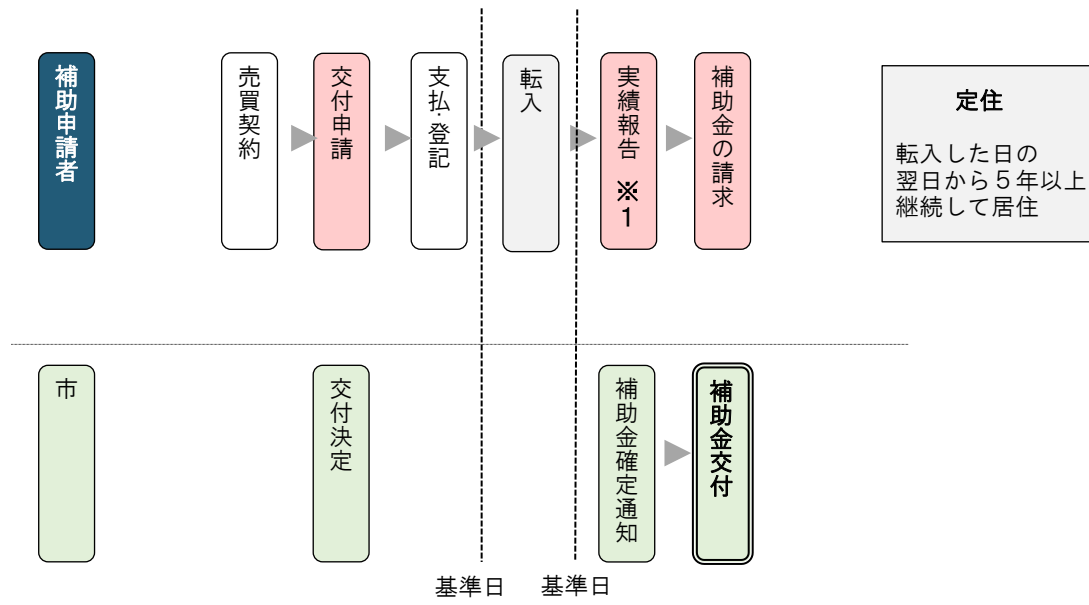 補助申請者
売買契約
交付申請
支払・登記
転入
実績報告 ※1
補助金の請求
定住
転入した日の
翌日から５年以上
継続して居住
市
交付決定
補助金確定通知
補助金交付
基準日
基準日